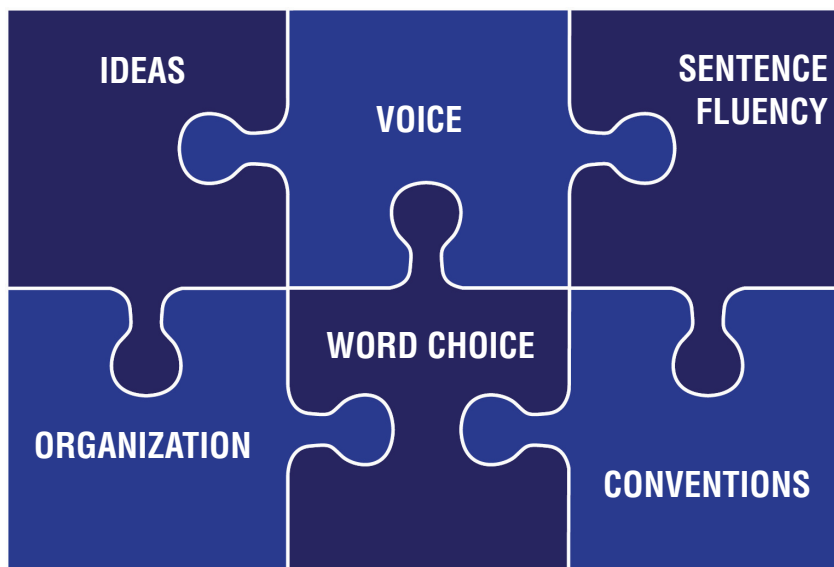 IDEAS
VOICE
SENTENCE
FLUENCY
ORGANIZATION
WORD CHOICE
CONVENTIONS